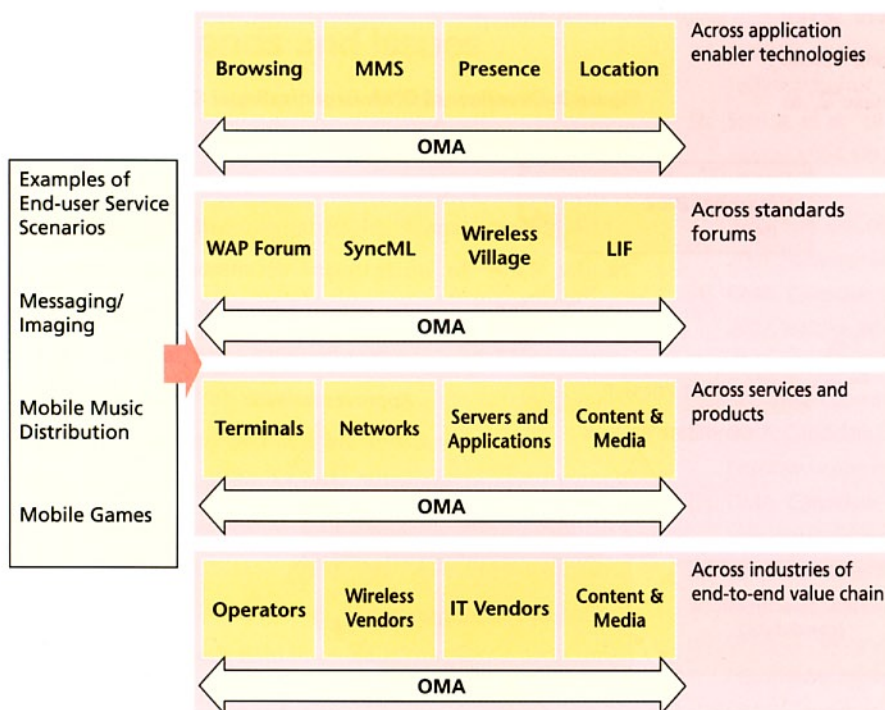 Examples of
End-user Service
Scenarios
Messaging/
Imaging
Mobile Music
Distribution
Mobile Games
Browsing
MMS
Presence
Location
OMA
Across application
enabler technologies
WAP Forum
SyncML
Wireless
Village
LIF
OMA
Across standards
forums
Terminals
Networks
Servers and
Applications
Content &
Media
OMA
Across services and
products
Operators
Wireless
Vendors
IT Vendors
Content &
Media
OMA
Across industries of
end-to-end value chain